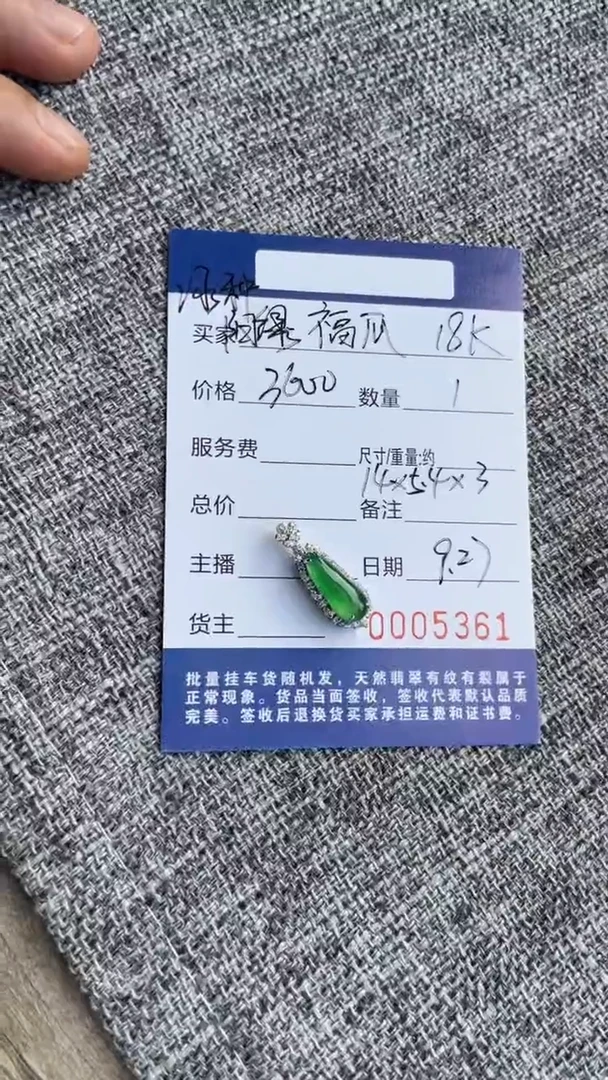 冰种
买家 阳绿 福瓜 18K
价格 3600 数量 1
服务费 尺寸/重量:约
14×5.4×3
总价 备注
主播 日期 9.27
货主 0005361
批量挂车货随机发，天然翡翠有纹有裂属于
正常现象。货品当面签收，签收代表默认品质
完美。签收后退换货买家承担运费和证书费。